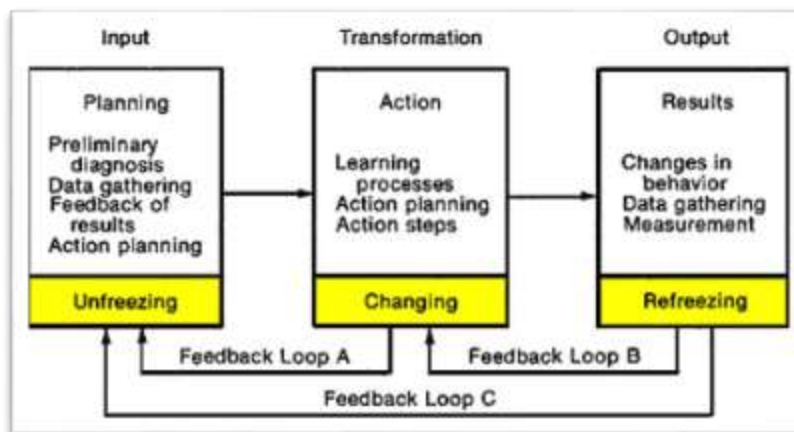 Input
Transformation
Output
Planning
Preliminary
diagnosis
Data gathering
Feedback of
results
Action planning
Unfreezing
Action
Learning
processes
Action planning
Action steps
Changing
Results
Changes in
behavior
Data gathering
Measurement
Refreezing
Feedback Loop A
Feedback Loop B
Feedback Loop C